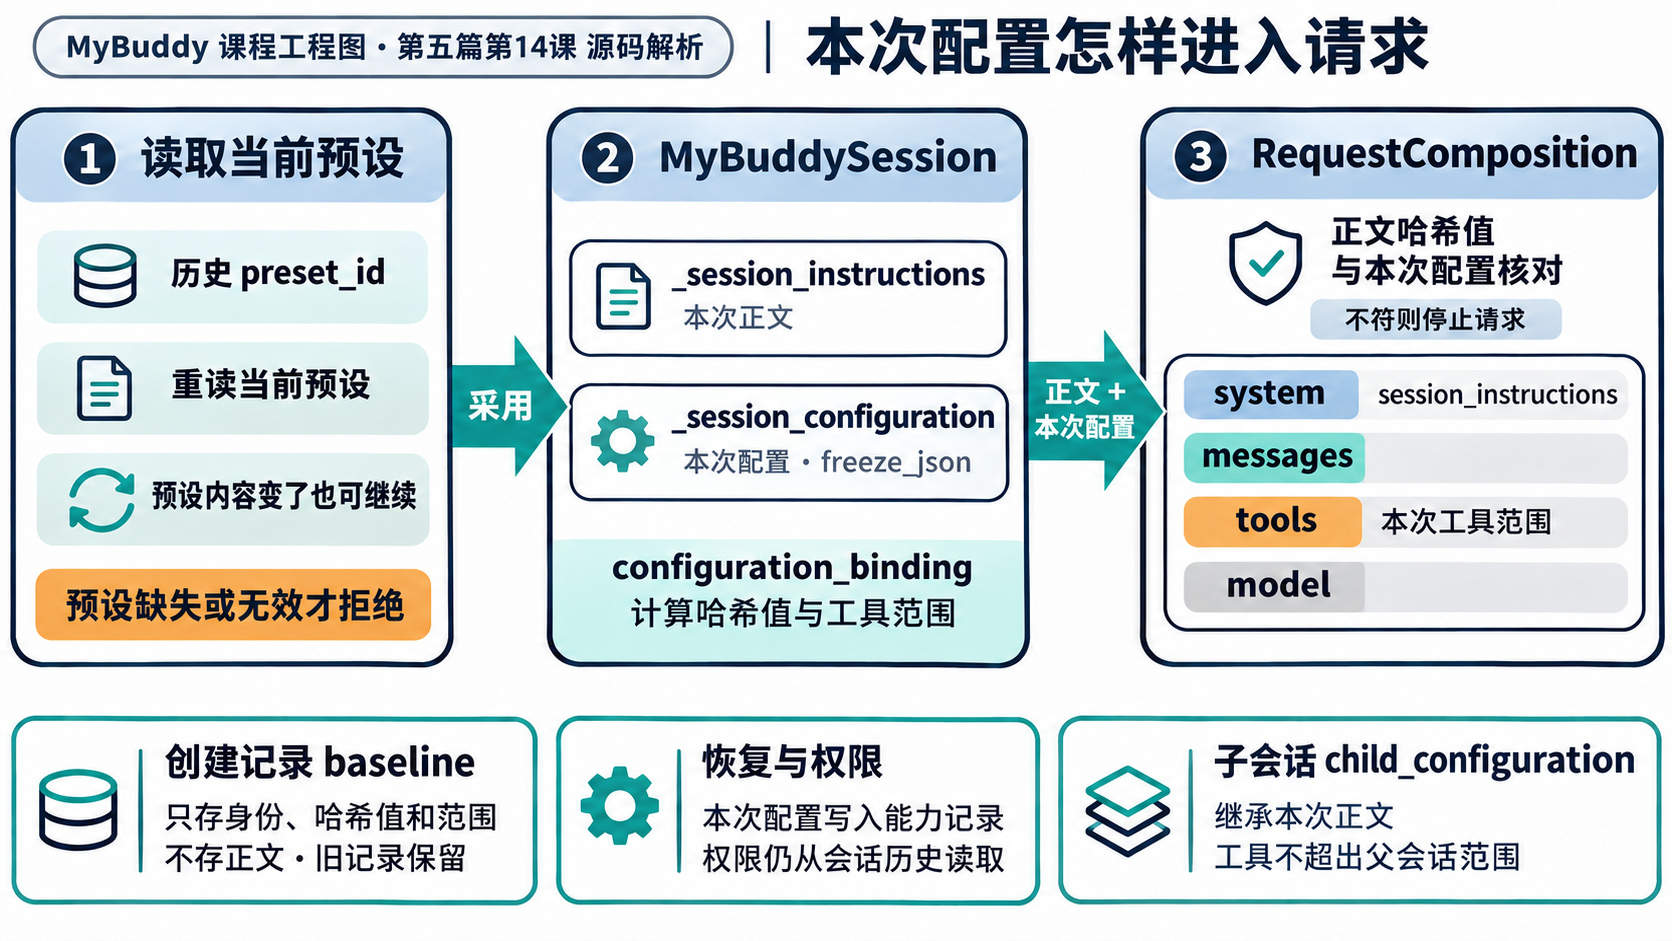 MyBuddy 课程工程图·第五篇第14课 源码解析
本次配置怎样进入请求
1 读取当前预设
历史 preset_id
重读当前预设
预设内容变了也可继续
预设缺失或无效才拒绝
采用
2 MyBuddySession
_session_instructions
本次正文
_session_configuration
本次配置·freeze_json
configuration_binding
计算哈希值与工具范围
正文 +
本次配置
3 RequestComposition
正文哈希值
与本次配置核对
不符则停止请求
system session_instructions
messages
tools 本次工具范围
model
创建记录 baseline
只存身份、哈希值和范围
不存正文·旧记录保留
恢复与权限
本次配置写入能力记录
权限仍从会话历史读取
子会话 child_configuration
继承本次正文
工具不超出父会话范围